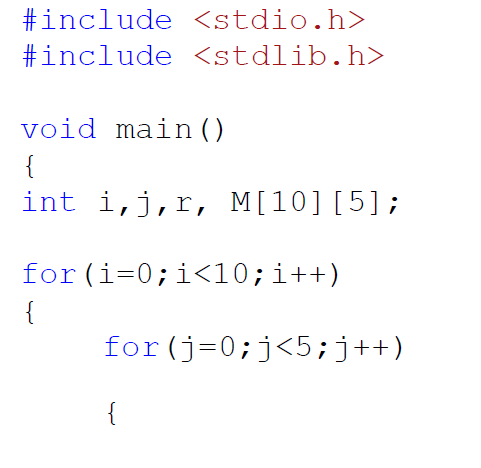 #include <stdio.h>
#include <stdlib.h>
void main()
{
int i,j,r, M[10][5];
for(i=0;i<10;i++)
{
for(j=0;j<5;j++)
{